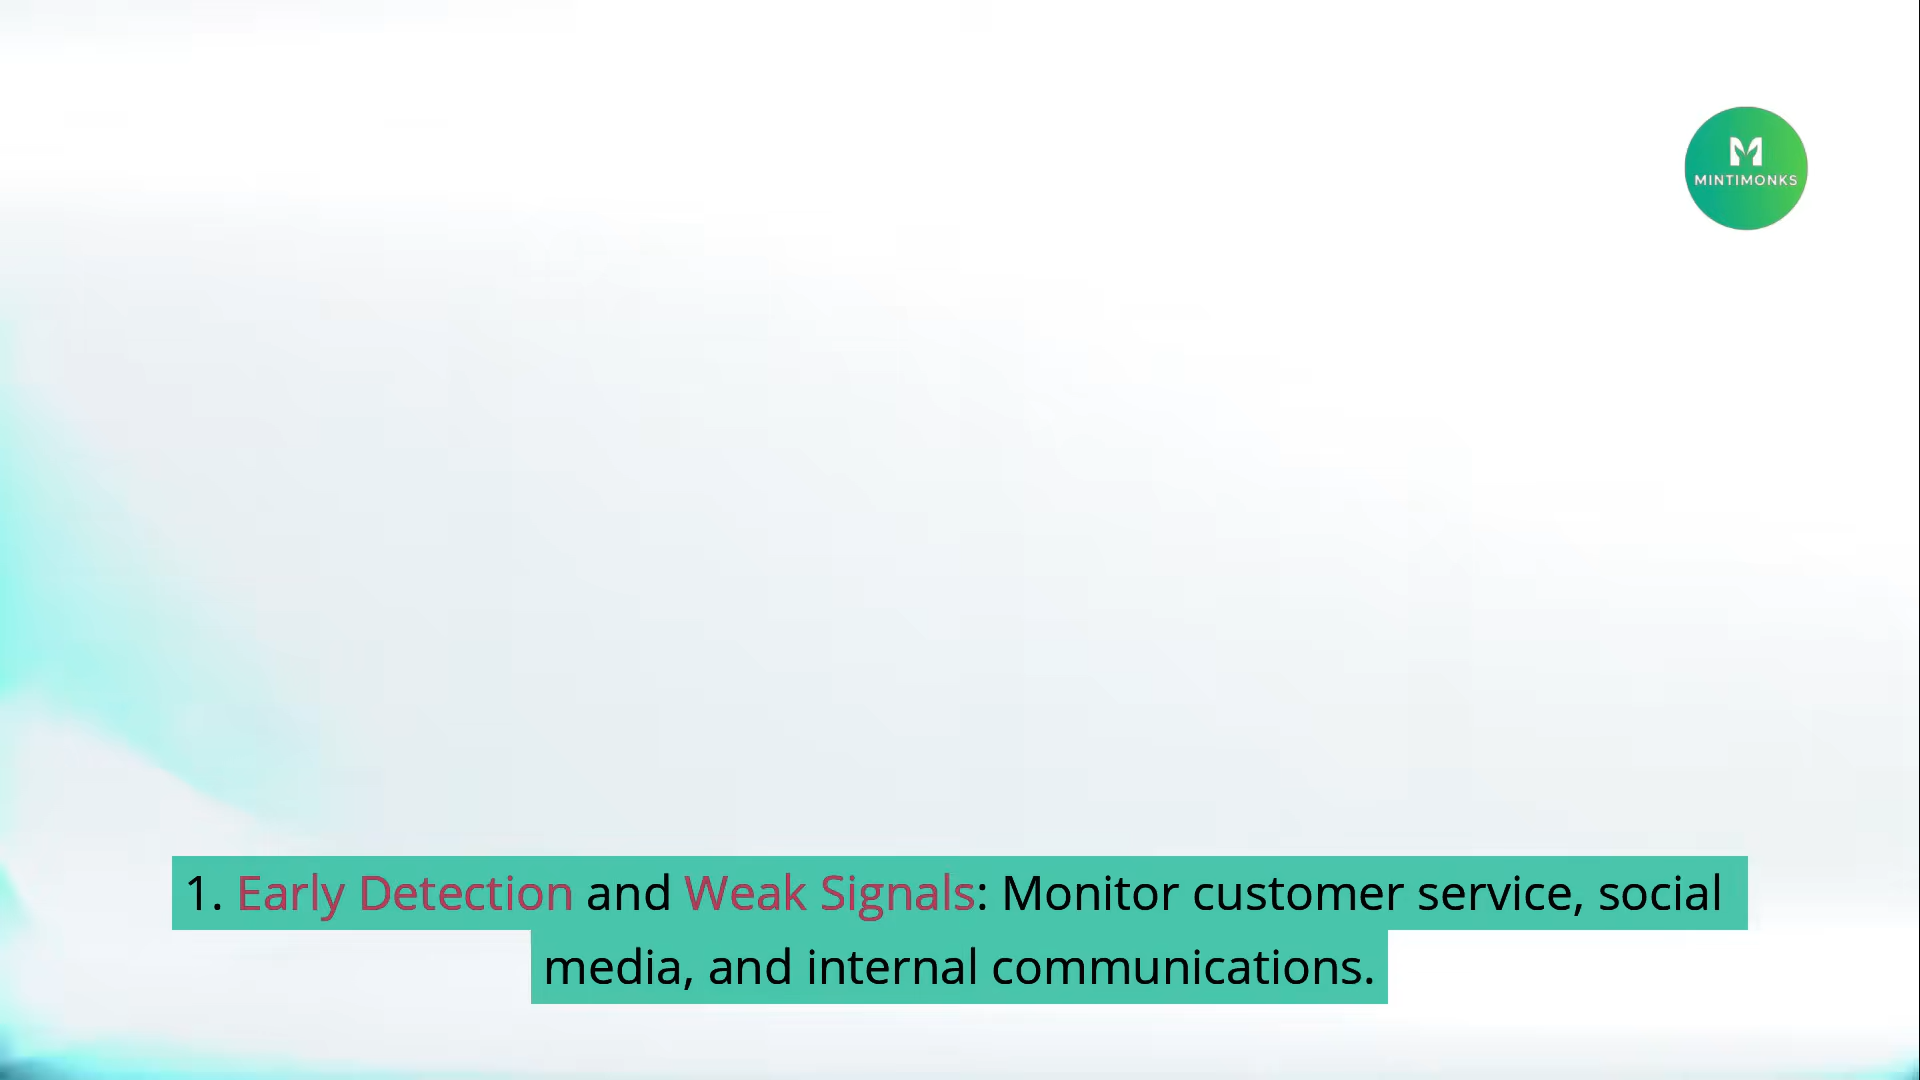 M
MINTIMONKS
1. Early Detection and Weak Signals: Monitor customer service, social
media, and internal communications.